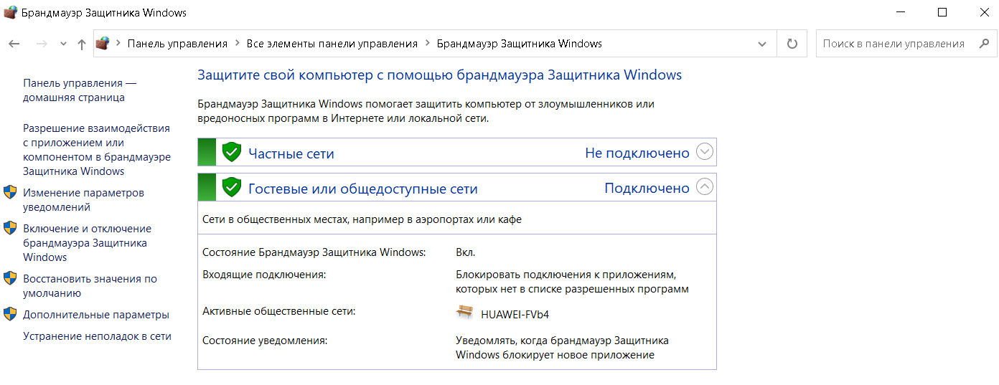 Брандмауэр Защитника Windows
Панель управления
Все элементы панели управления
Брандмауэр Защитника Windows
Поиск в панели управления
Панель управления —
домашняя страница
Разрешение взаимодействия
с приложением или
компонентом в брандмауэре
Защитника Windows
Изменение параметров
уведомлений
Включение и отключение
брандмауэра Защитника
Windows
Восстановить значения по
умолчанию
Дополнительные параметры
Устранение неполадок в сети
Защитите свой компьютер с помощью брандмауэра Защитника Windows
Брандмауэр Защитника Windows помогает защитить компьютер от злоумышленников или
вредоносных программ в Интернете или локальной сети.
Частные сети
Не подключено
Гостевые или общедоступные сети
Подключено
Сети в общественных местах, например в аэропортах или кафе
Состояние Брандмауэр Защитника Windows:
Вкл.
Входящие подключения:
Блокировать подключения к приложениям,
которых нет в списке разрешенных программ
Активные общественные сети:
HUAWEI-FVb4
Состояние уведомления:
Уведомлять, когда брандмауэр Защитника
Windows блокирует новое приложение